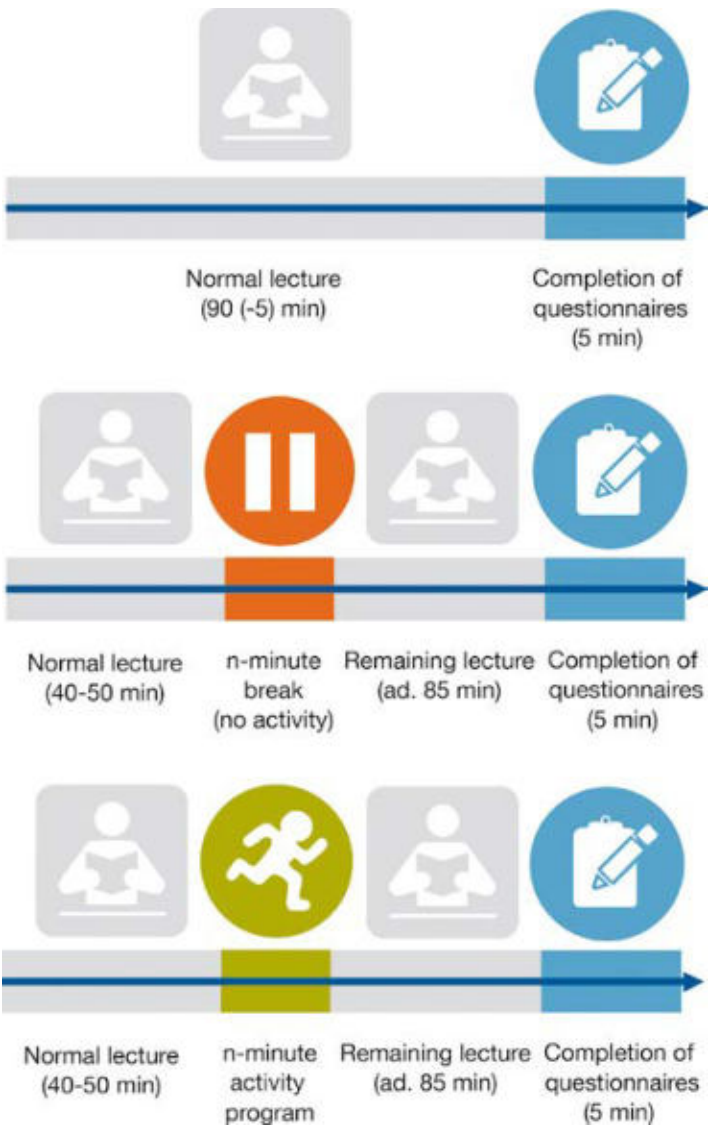 Normal lecture
(90 (-5) min)
Completion of
questionnaires
(5 min)
Normal lecture
(40-50 min)
n-minute
break
(no activity)
Remaining lecture
(ad. 85 min)
Completion of
questionnaires
(5 min)
Normal lecture
(40-50 min)
n-minute
activity
program
Remaining lecture
(ad. 85 min)
Completion of
questionnaires
(5 min)